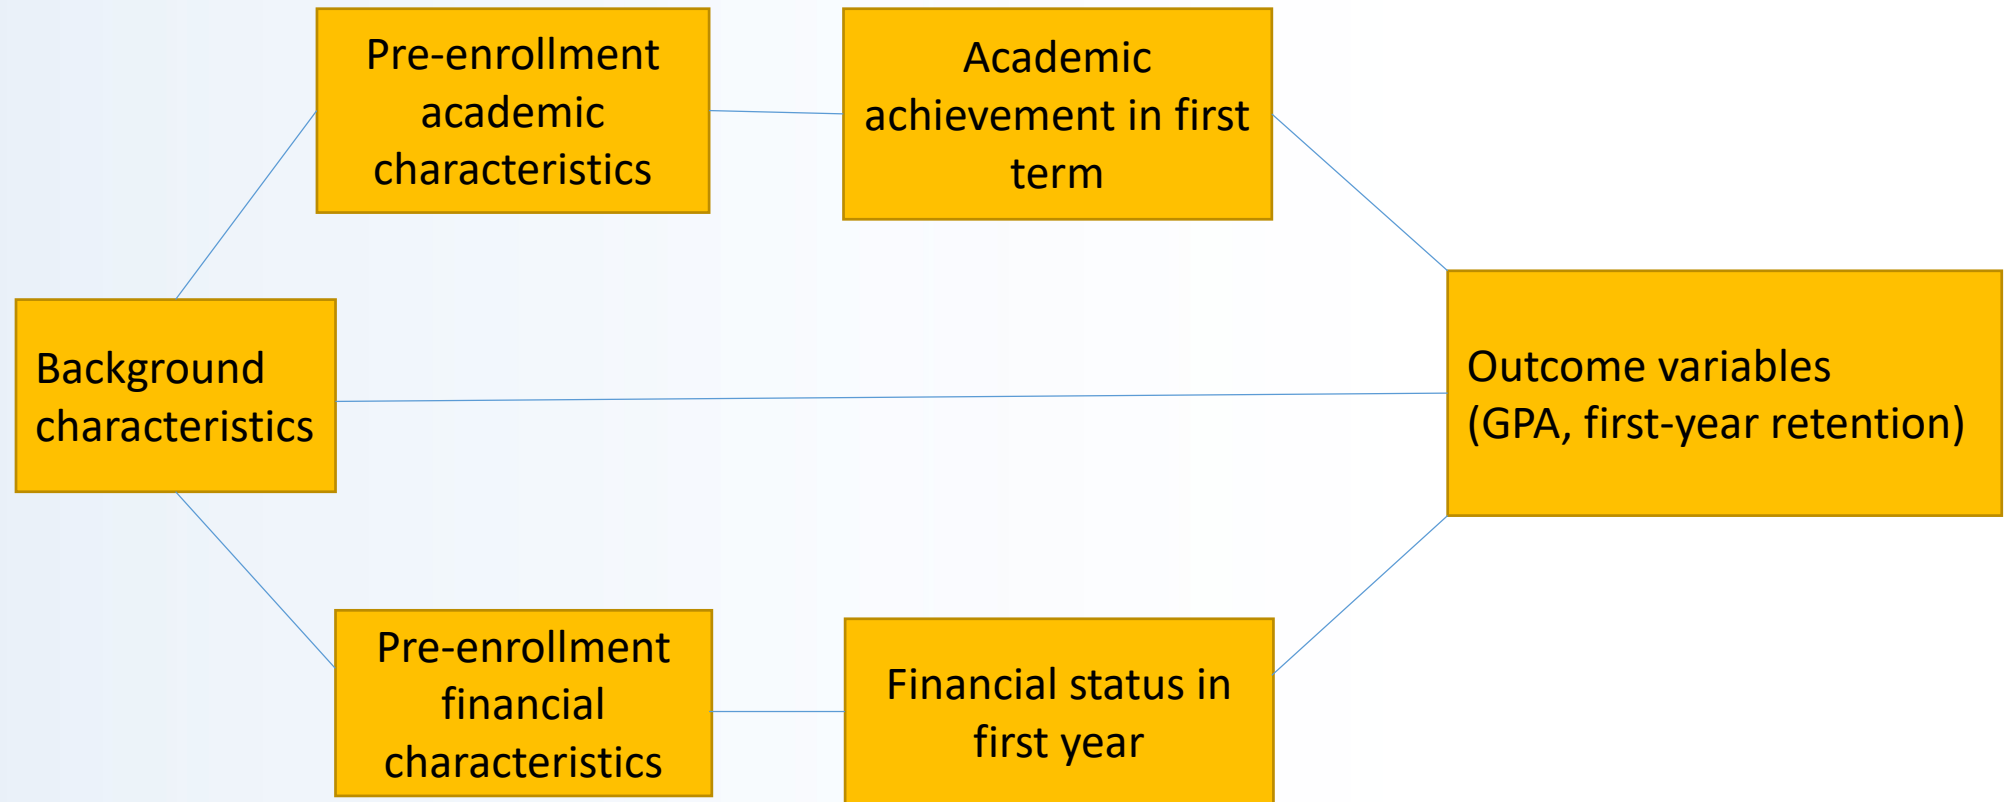 Pre-enrollment
academic
characteristics
Academic
achievement in first
term
Background
characteristics
Outcome variables
(GPA, first-year retention)
Pre-enrollment
financial
characteristics
Financial status in
first year